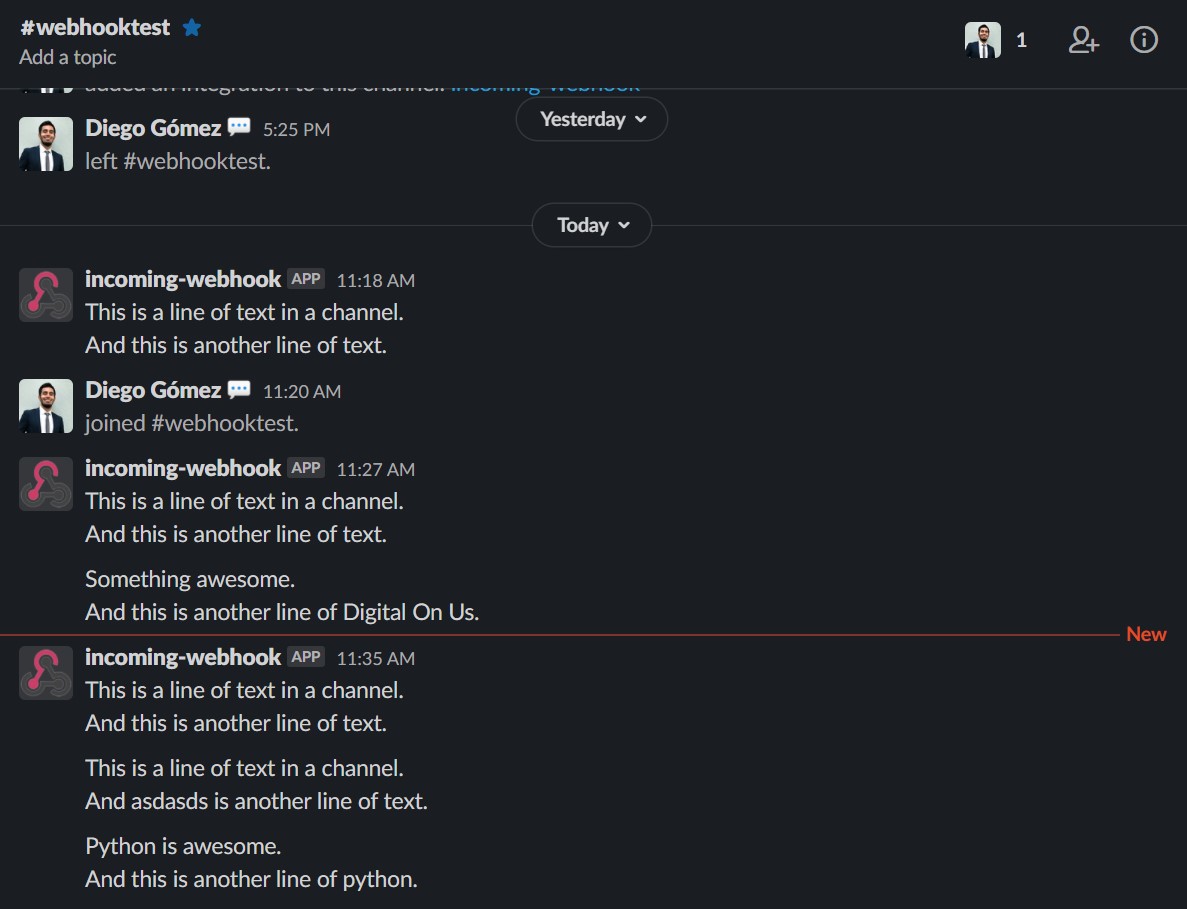 #webhooktest
Add a topic
1
added an integration to this channel: incoming-webhook
Yesterday
Diego Gómez 5:25 PM
left #webhooktest.
Today
incoming-webhook APP 11:18 AM
This is a line of text in a channel.
And this is another line of text.
Diego Gómez 11:20 AM
joined #webhooktest.
incoming-webhook APP 11:27 AM
This is a line of text in a channel.
And this is another line of text.
Something awesome.
And this is another line of Digital On Us.
New
incoming-webhook APP 11:35 AM
This is a line of text in a channel.
And this is another line of text.
This is a line of text in a channel.
And asdasds is another line of text.
Python is awesome.
And this is another line of python.